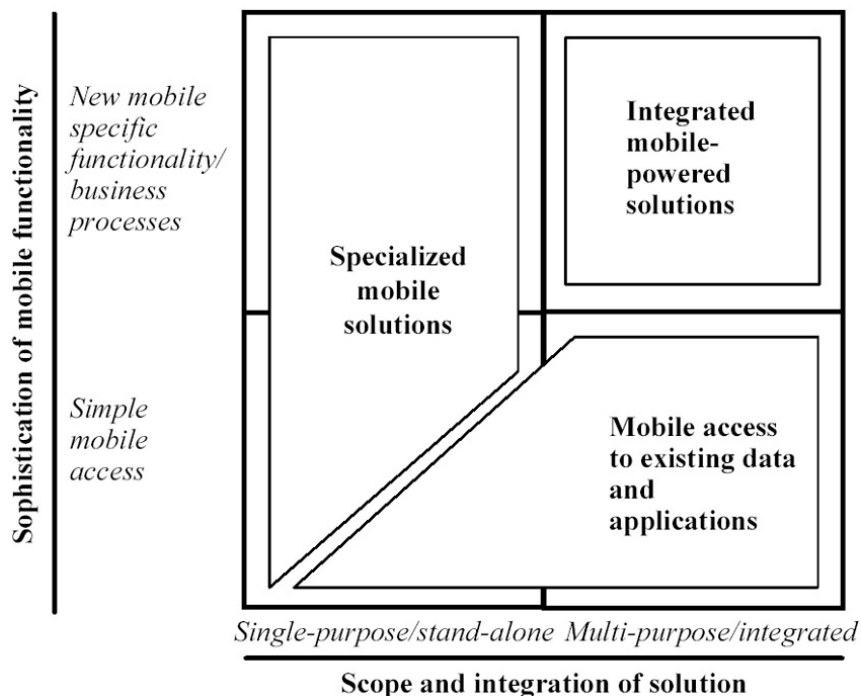 Sophistication of mobile functionality
New mobile
specific
functionality/
business
processes
Simple
mobile
access
Specialized
mobile
solutions
Integrated
mobile-
powered
solutions
Mobile access
to existing data
and
applications
Single-purpose/stand-alone
Multi-purpose/integrated
Scope and integration of solution